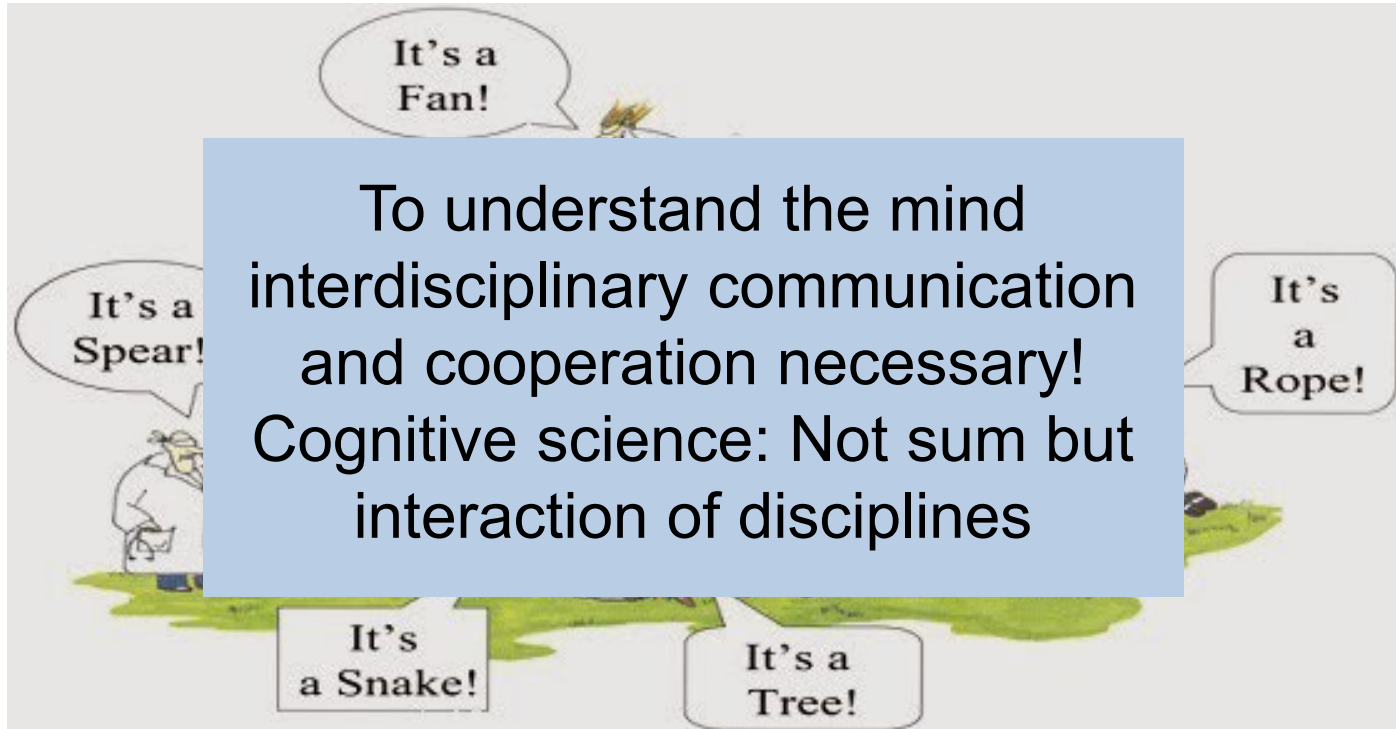 It's a
Fan!
To understand the mind
interdisciplinary communication
and cooperation necessary!
Cognitive science: Not sum but
interaction of disciplines
It's a
Spear!
It's
a
Rope!
It's
a Snake!
It's a
Tree!